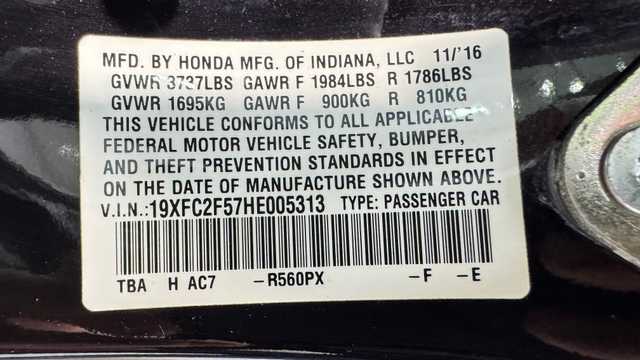 MFD. BY HONDA MFG. OF INDIANA, LLC 11/'16
GVWR 3737LBS GAWR F 1984LBS R 1786LBS
GVWR 1695KG GAWR F 900KG R 810KG
THIS VEHICLE CONFORMS TO ALL APPLICABLE
FEDERAL MOTOR VEHICLE SAFETY, BUMPER,
AND THEFT PREVENTION STANDARDS IN EFFECT
ON THE DATE OF MANUFACTURE SHOWN ABOVE.
V.I.N.:19XFC2F57HE005313 TYPE: PASSENGER CAR
TBA H AC7 -R560PX -F -E